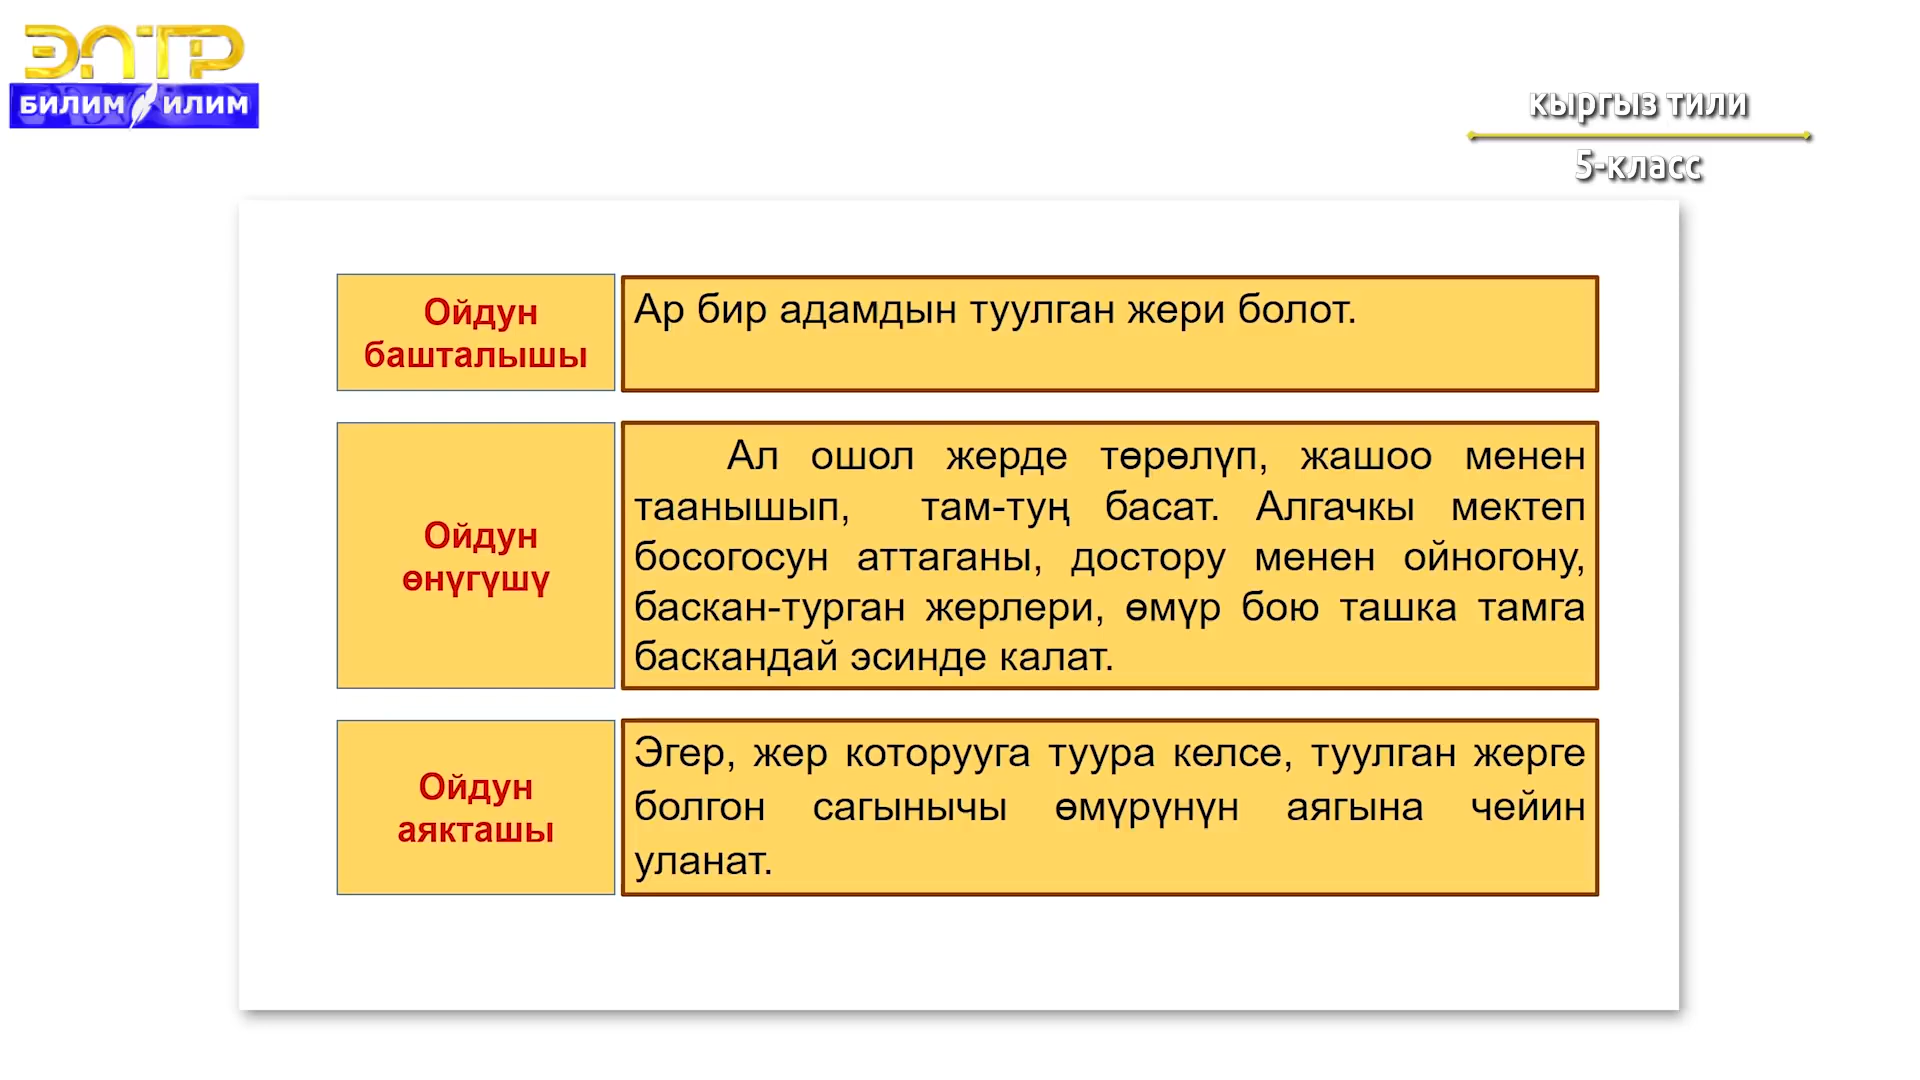 ЭЛТР
БИЛИМ ИЛИМ
кыргыз тили
5-класс
Ойдун
башталышы
Ар бир адамдын туулган жери болот.
Ойдун
өнүгүшү
Ал ошол жерде төрөлүп, жашоо менен
таанышып, там-туң басат. Алгачкы мектеп
босогосун аттаганы, достору менен ойногону,
баскан-турган жерлери, өмүр бою ташка тамга
баскандай эсинде калат.
Ойдун
аякташы
Эгер, жер которууга туура келсе, туулган жерге
болгон сагынычы өмүрүнүн аягына чейин
уланат.